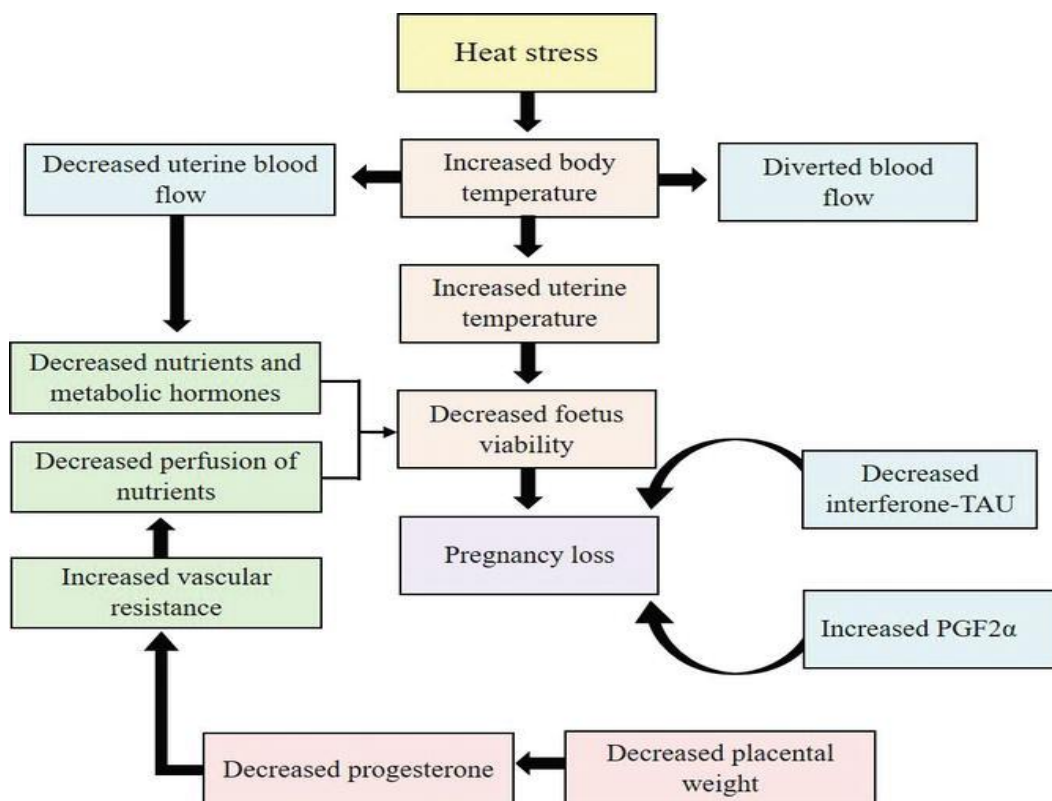 Heat stress
Decreased uterine blood
flow
Increased body
temperature
Diverted blood
flow
Increased uterine
temperature
Decreased nutrients and
metabolic hormones
Decreased foetus
viability
Decreased perfusion of
nutrients
Decreased
interferone-TAU
Pregnancy loss
Increased vascular
resistance
Increased PGF2α
Decreased progesterone
Decreased placental
weight